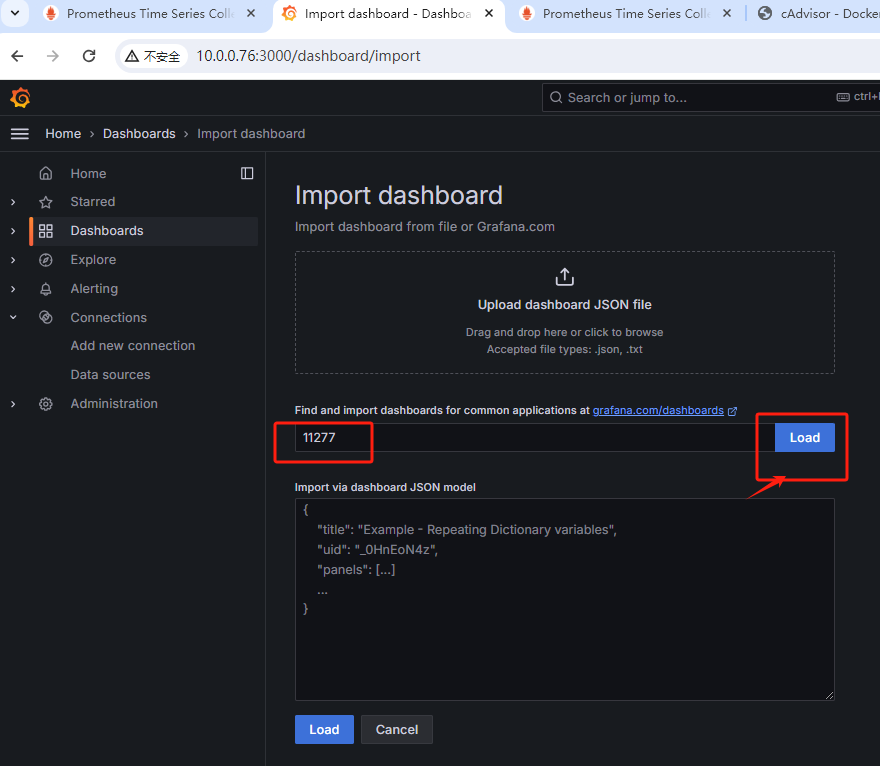 Prometheus Time Series Colle
Import dashboard - Dashboa
Prometheus Time Series Colle
cAdvisor - Docke
不安全
10.0.0.76:3000/dashboard/import
Search or jump to...
ctrl+
Home › Dashboards › Import dashboard
Home
Starred
Dashboards
Explore
Alerting
Connections
Add new connection
Data sources
Administration
Import dashboard
Import dashboard from file or Grafana.com
Upload dashboard JSON file
Drag and drop here or click to browse
Accepted file types: .json, .txt
Find and import dashboards for common applications at grafana.com/dashboards
11277
Load
Import via dashboard JSON model
{
"title": "Example - Repeating Dictionary variables",
"uid": "_0HnEoN4z",
"panels": [...]
...
}
Load
Cancel